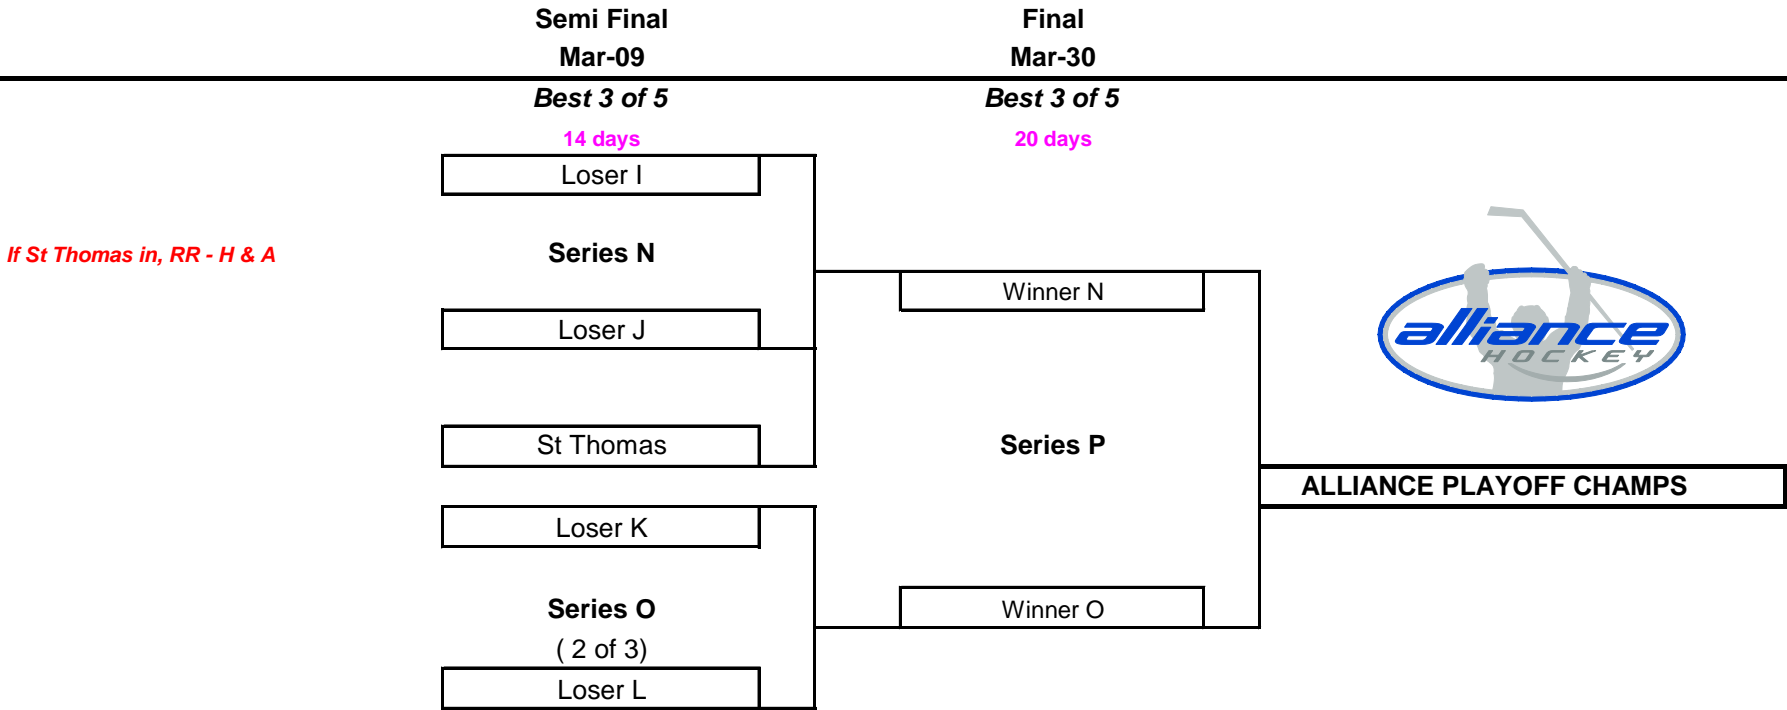 Semi Final
Final
Mar-09
Mar-30
Best 3 of 5
Best 3 of 5
14 days
20 days
Loser I
If St Thomas in, RR - H & A
Series N
Winner N
Loser J
alliance
HOCKEY
St Thomas
Series P
ALLIANCE PLAYOFF CHAMPS
Loser K
Series O
Winner O
( 2 of 3)
Loser L